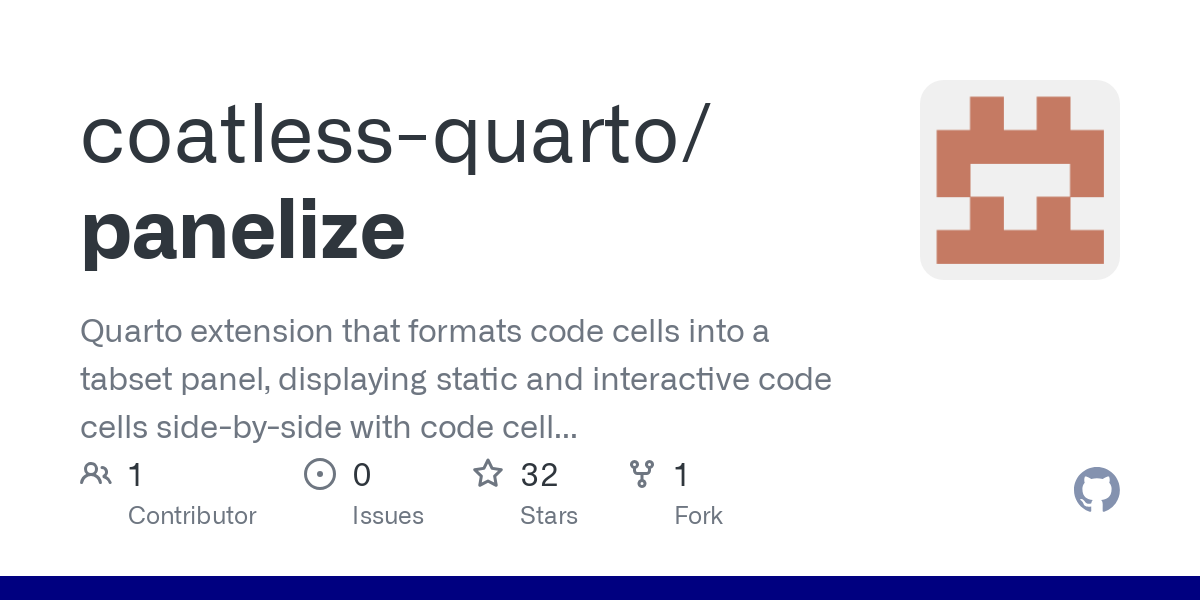 coatless-quarto/
panelize
Quarto extension that formats code cells into a
tabset panel, displaying static and interactive code
cells side-by-side with code cell...
1 0 32 1
Contributor Issues Stars Fork